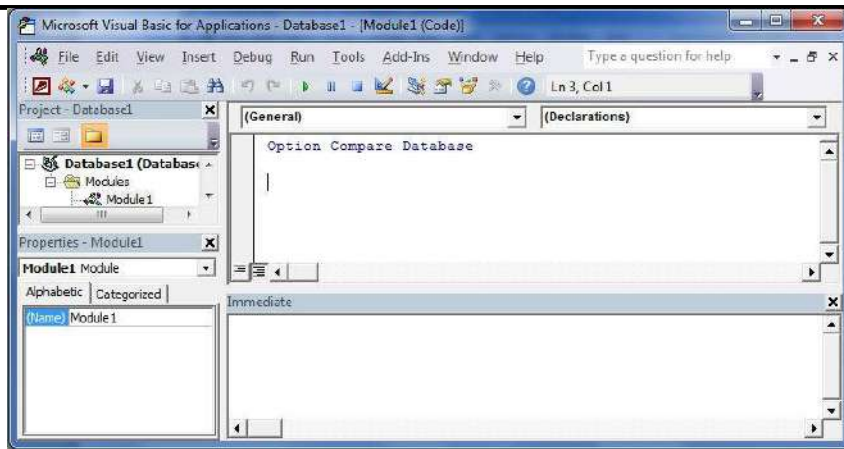 Microsoft Visual Basic for Applications - Database1 - [Module1 (Code)]
File Edit View Insert Debug Run Tools Add-Ins Window Help Type a question for help
Ln 3, Col 1
Project - Database1
(General) (Declarations)
Option Compare Database
Database1 (Databas
Modules
Module1
Properties - Module1
Module1 Module
Alphabetic Categorized
(Name) Module1
Immediate